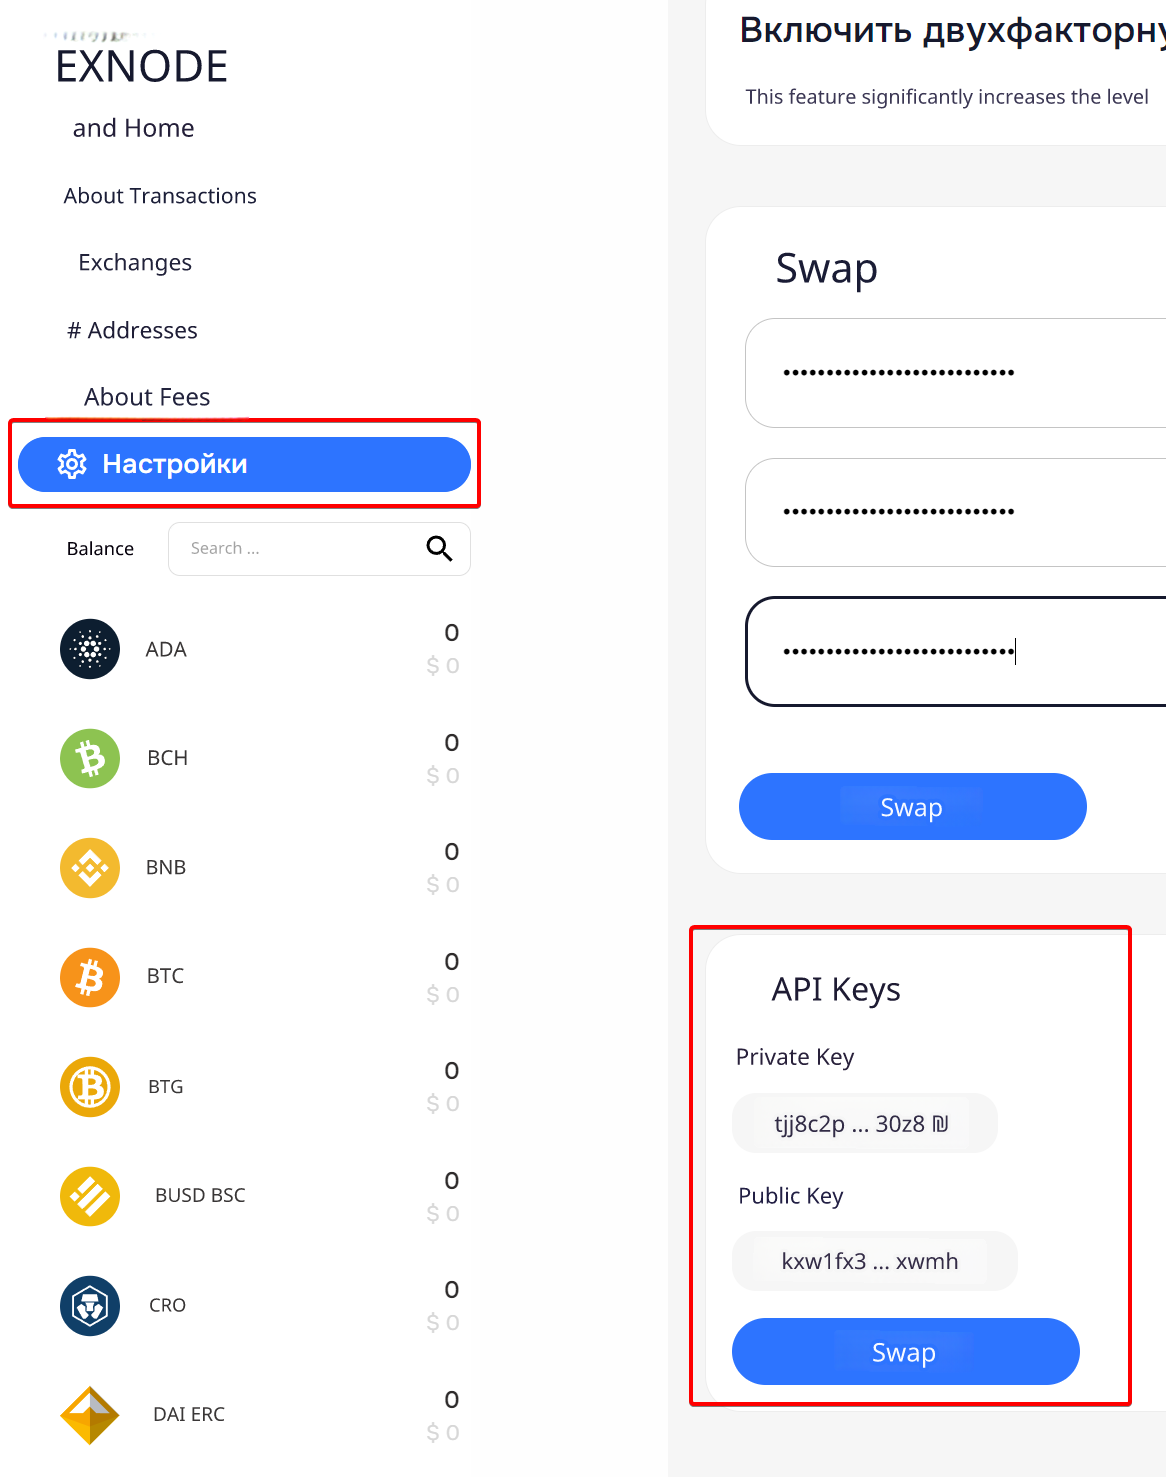 EXNODE
and Home
About Transactions
Exchanges
# Addresses
About Fees
Настройки
Balance
Search ...
ADA
0
$ 0
BCH
0
$ 0
BNB
0
$ 0
BTC
0
$ 0
BTG
0
$ 0
BUSD BSC
0
$ 0
CRO
0
$ 0
DAI ERC
0
$ 0
Включить двухфакторну
This feature significantly increases the level
Swap
•••••••••••••••••••••••••••
•••••••••••••••••••••••••••
•••••••••••••••••••••••••••
Swap
API Keys
Private Key
tjj8c2p ... 30z8 ₪
Public Key
kxw1fx3 ... xwmh
Swap